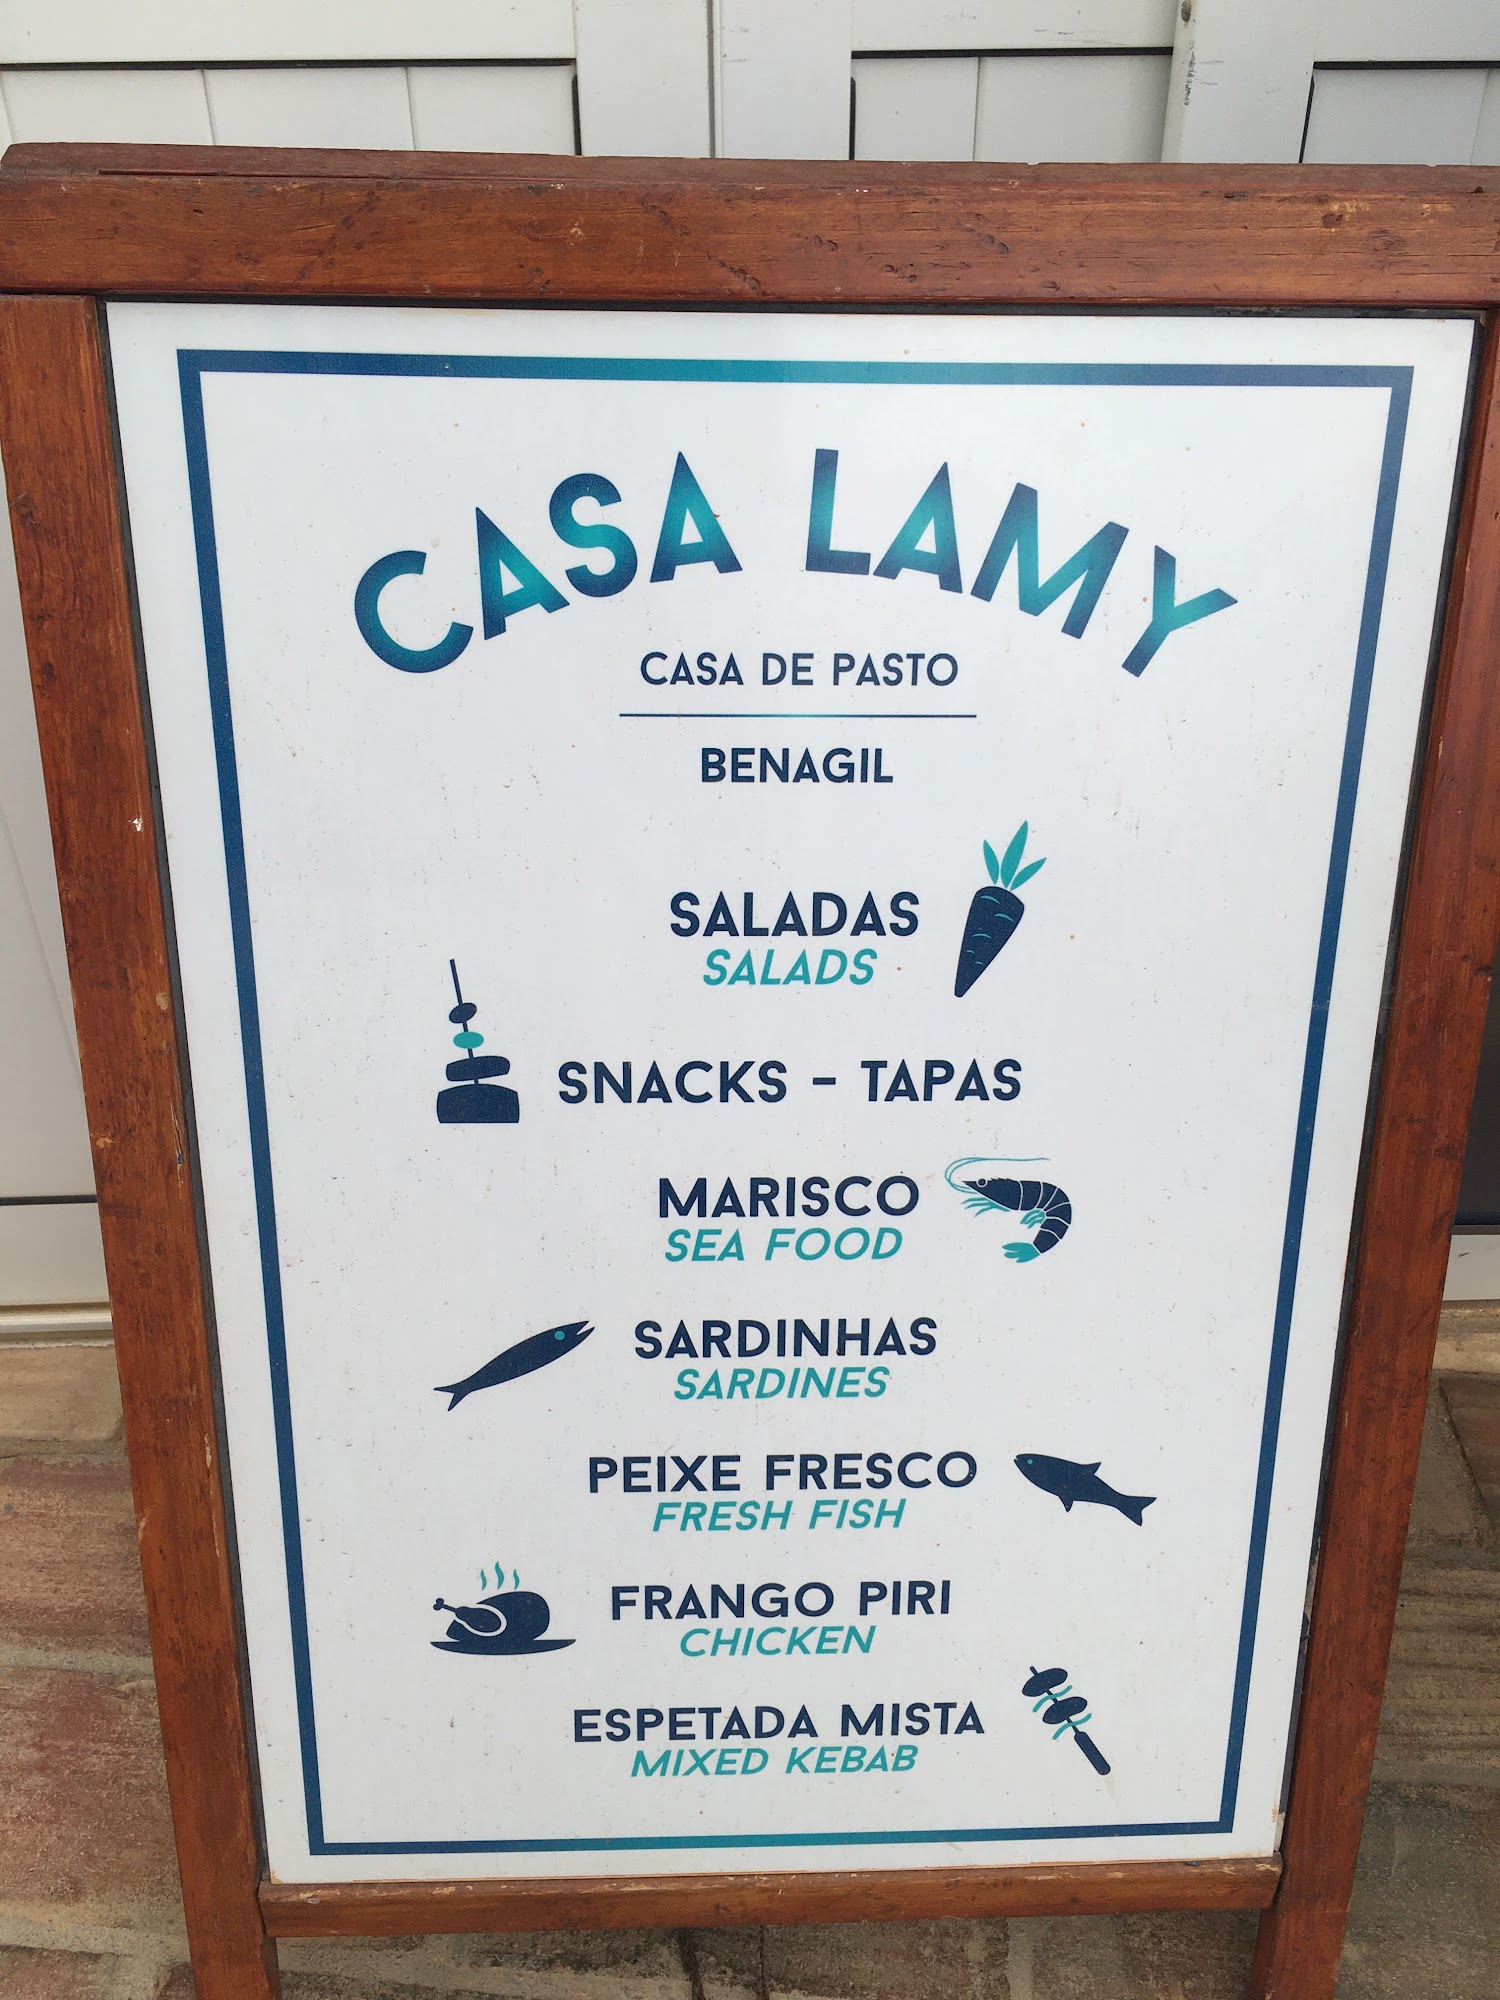 CASA LAMY
CASA DE PASTO
BENAGIL
SALADAS
SALADS
SNACKS - TAPAS
MARISCO
SEA FOOD
SARDINHAS
SARDINES
PEIXE FRESCO
FRESH FISH
FRANGO PIRI
CHICKEN
ESPETADA MISTA
MIXED KEBAB